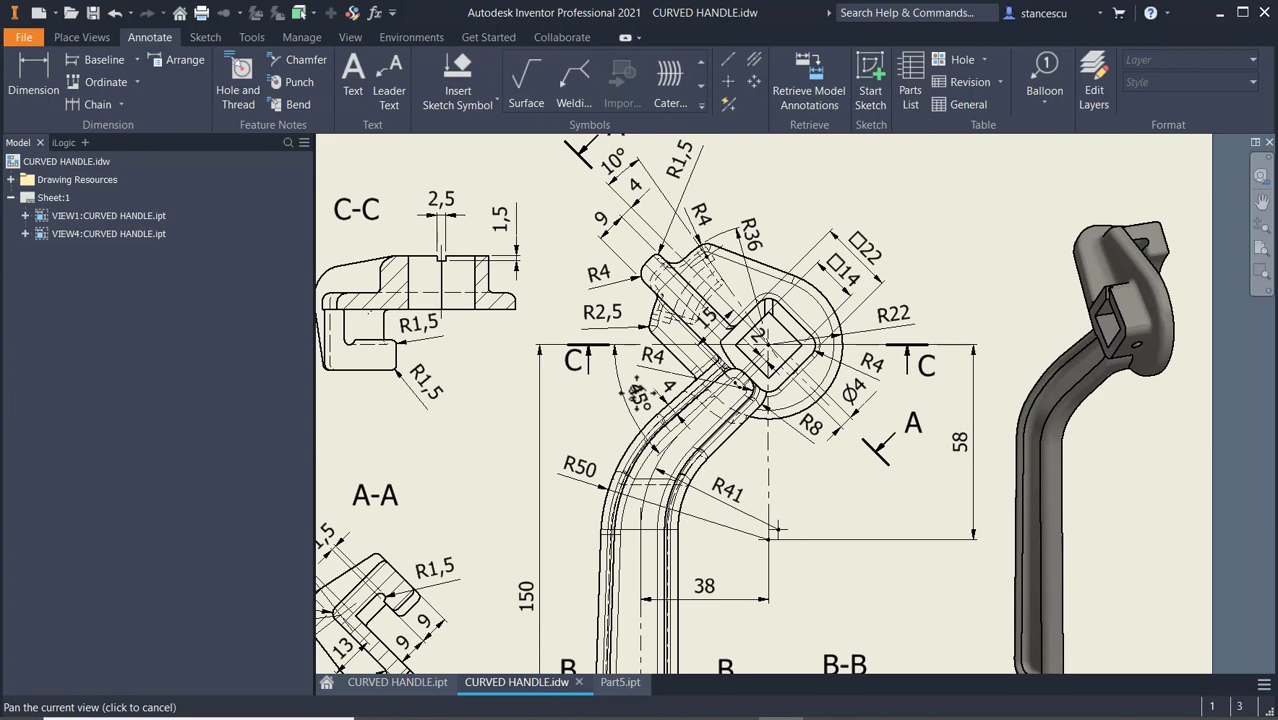 Autodesk Inventor Professional 2021 CURVED HANDLE.idw
Search Help & Commands...
stancescu
File Place Views Annotate Sketch Tools Manage View Environments Get Started Collaborate
Dimension
Baseline
Ordinate
Chain
Arrange
Dimension
Hole and Thread
Chamfer
Punch
Bend
Feature Notes
Text
Leader Text
Text
Insert Sketch Symbol
Surface
Weldi...
Impor...
Cater...
Symbols
Retrieve Model Annotations
Retrieve
Start Sketch
Sketch
Parts List
Hole
Revision
General
Table
Balloon
Edit Layers
Layer
Style
Format
Model
iLogic
CURVED HANDLE.idw
Drawing Resources
Sheet:1
VIEW1:CURVED HANDLE.ipt
VIEW4:CURVED HANDLE.ipt
C-C
2,5
1,5
R1,5
R1,5
A-A
1,5
R1,5
13
9
9
10°
4
9
R1,5
R4
R36
□22
□14
R4
R2,5
15
2
R22
R4
C
C
R4
45°
4
Ø4
R8
A
R50
R41
58
150
38
B
B
B-B
CURVED HANDLE.ipt
CURVED HANDLE.idw
Part5.ipt
Pan the current view (click to cancel)
1
3